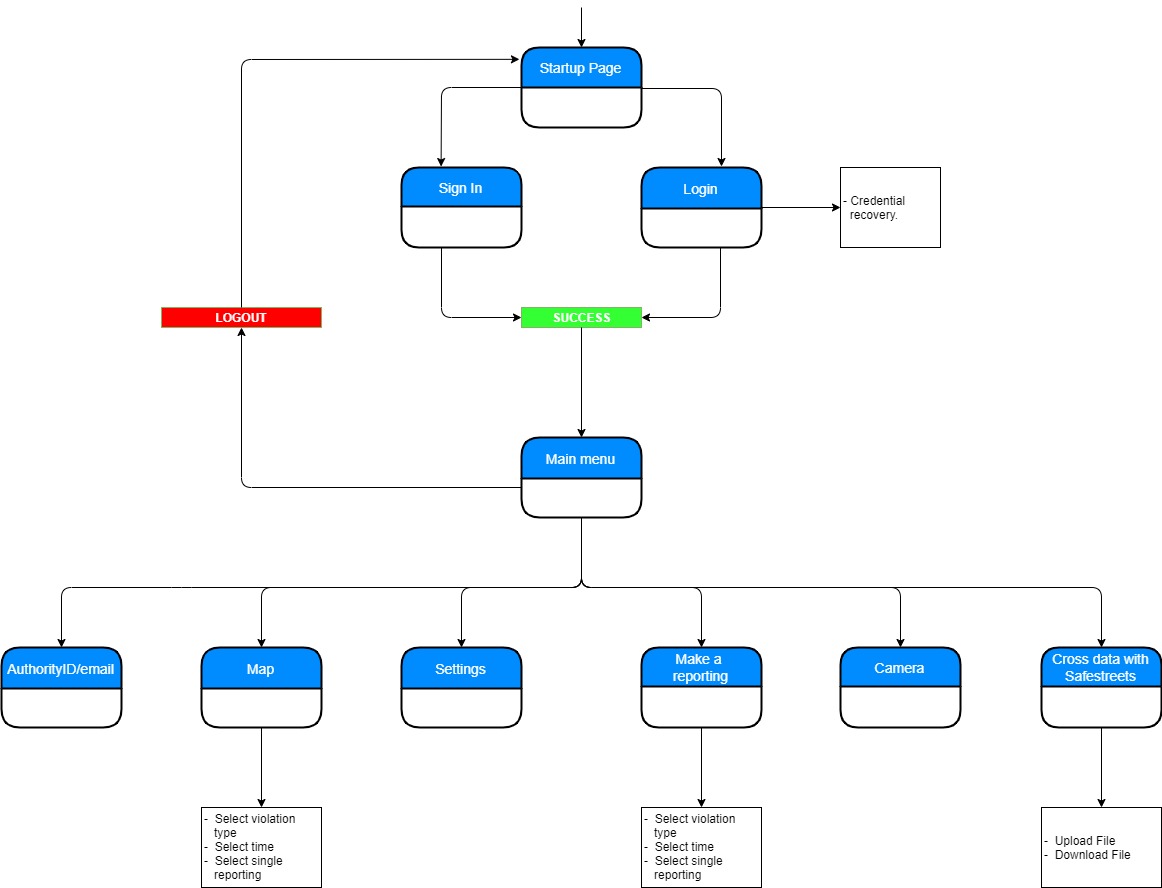 Startup Page
Sign In
Login
- Credential
recovery.
LOGOUT
SUCCESS
Main menu
AuthorityID/email
Map
Settings
Make a
reporting
Camera
Cross data with
Safestreets
- Select violation
type
- Select time
- Select single
reporting
- Select violation
type
- Select time
- Select single
reporting
- Upload File
- Download File